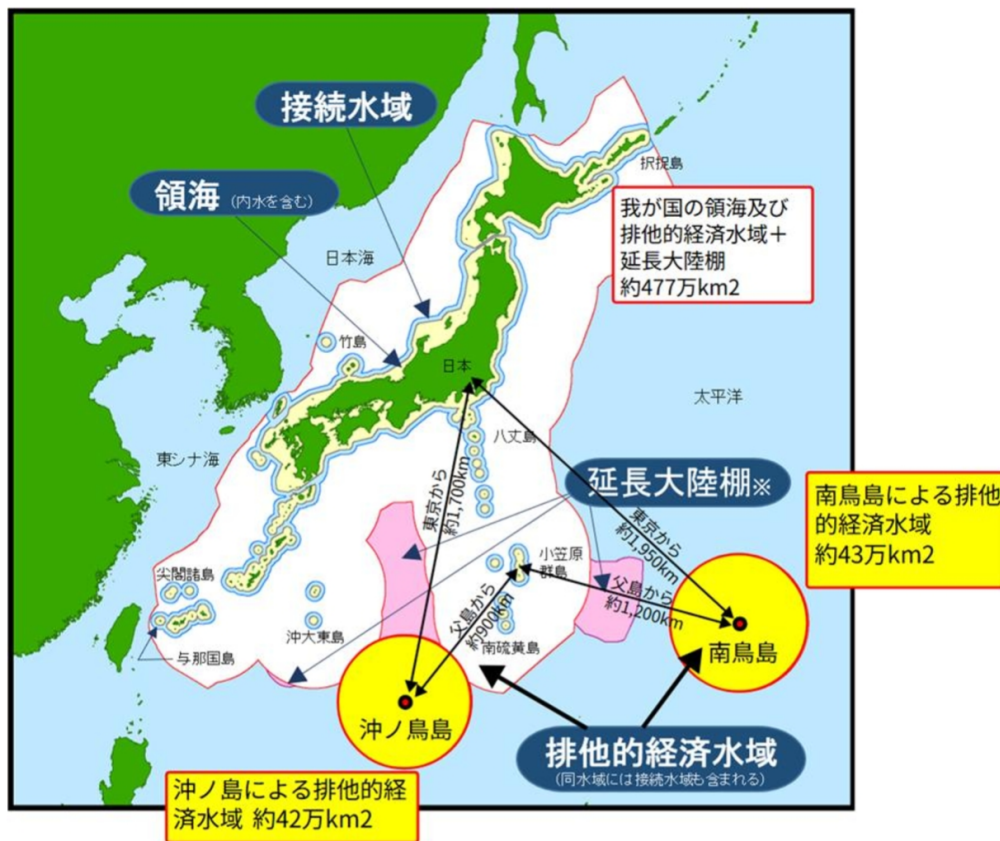 接続水域
領海（内水を含む）
択捉島
我が国の領海及び
排他的経済水域＋
延長大陸棚
約477万km2
日本海
竹島
日本
太平洋
八丈島
東シナ海
延長大陸棚※
南鳥島による排他
的経済水域
約43万km2
東京から
約1,700km
東京から
約1,950km
小笠原
群島
尖閣諸島
父島から
約900km
父島から
約1,200km
沖大東島
南硫黄島
与那国島
南鳥島
沖ノ鳥島
排他的経済水域
（同水域には接続水域も含まれる）
沖ノ島による排他的経
済水域 約42万km2